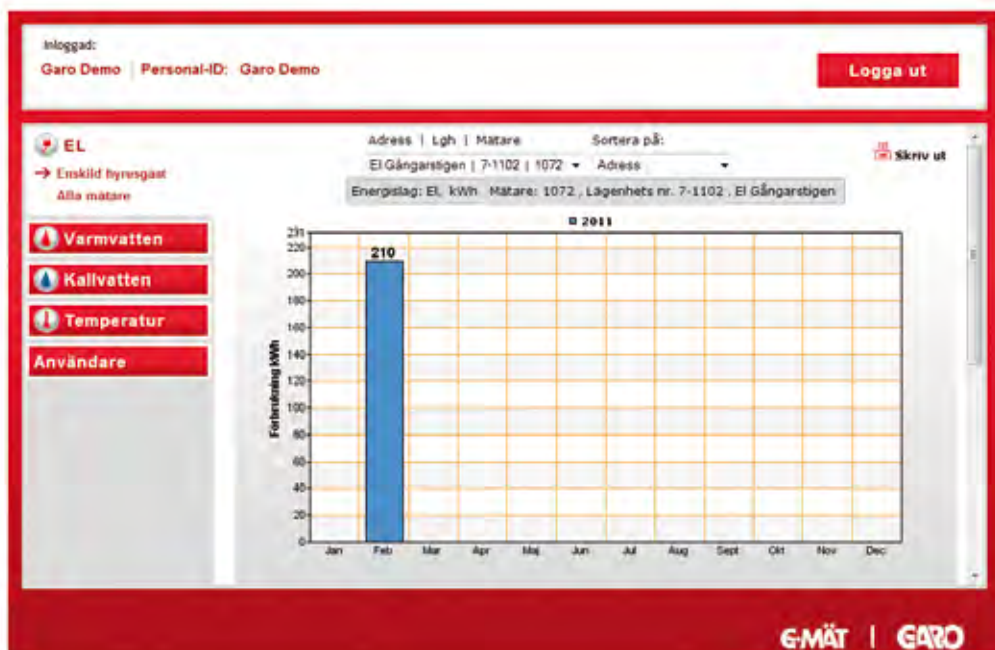 Inloggad:
Garo Demo | Personal-ID: Garo Demo
Logga ut
EL
Enskild hyresgäst
Alla mätare
Varmvatten
Kallvatten
Temperatur
Användare
Adress | Lgh | Mätare
Sortera på:
El Gångarstigen | 7-1102 | 1072
Adress
Skriv ut
Energislag: El, kWh Mätare: 1072 , Lägenhets nr. 7-1102 , El Gångarstigen
2011
Förbrukning kWh
231
220
200
180
160
140
120
100
80
60
40
20
0
210
Jan Feb Mar Apr Maj Jun Jul Aug Sept Okt Nov Dec
G-MÄT | GARO